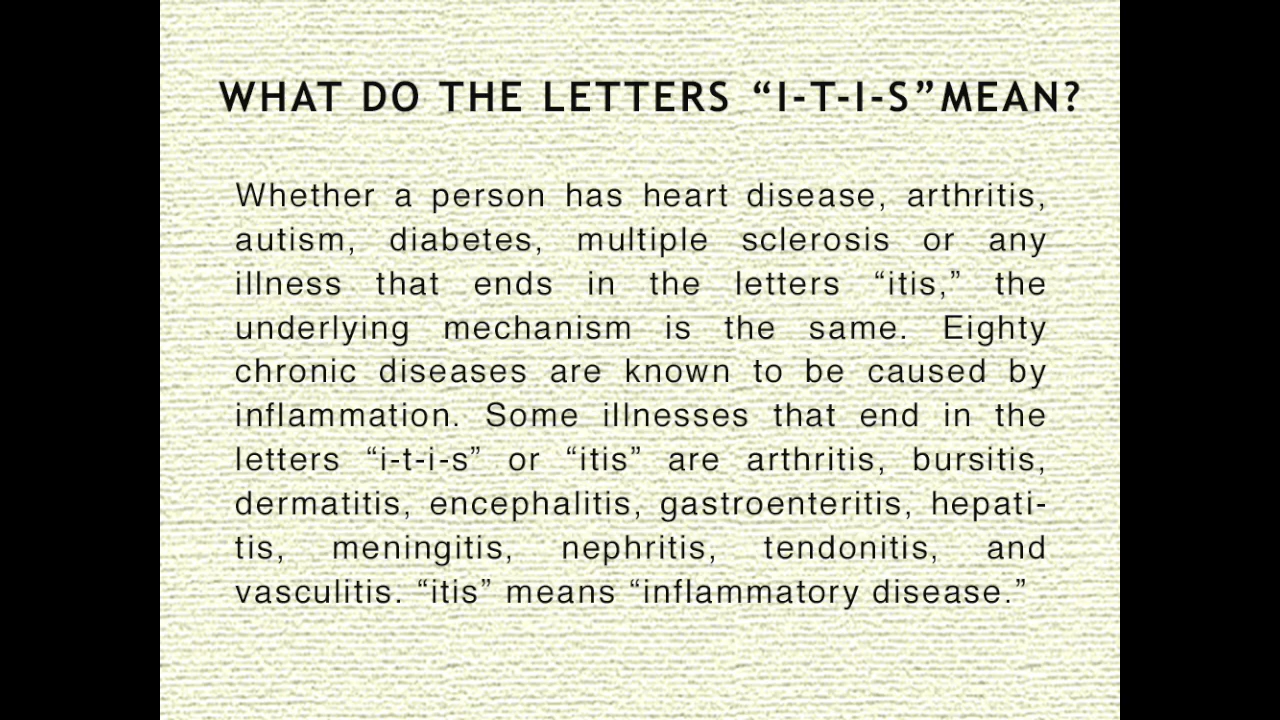 WHAT DO THE LETTERS “I-T-I-S”MEAN?
Whether a person has heart disease, arthritis,
autism, diabetes, multiple sclerosis or any
illness that ends in the letters “itis,” the
underlying mechanism is the same. Eighty
chronic diseases are known to be caused by
inflammation. Some illnesses that end in the
letters “i-t-i-s” or “itis” are arthritis, bursitis,
dermatitis, encephalitis, gastroenteritis, hepati-
tis, meningitis, nephritis, tendonitis, and
vasculitis. “itis” means “inflammatory disease.”